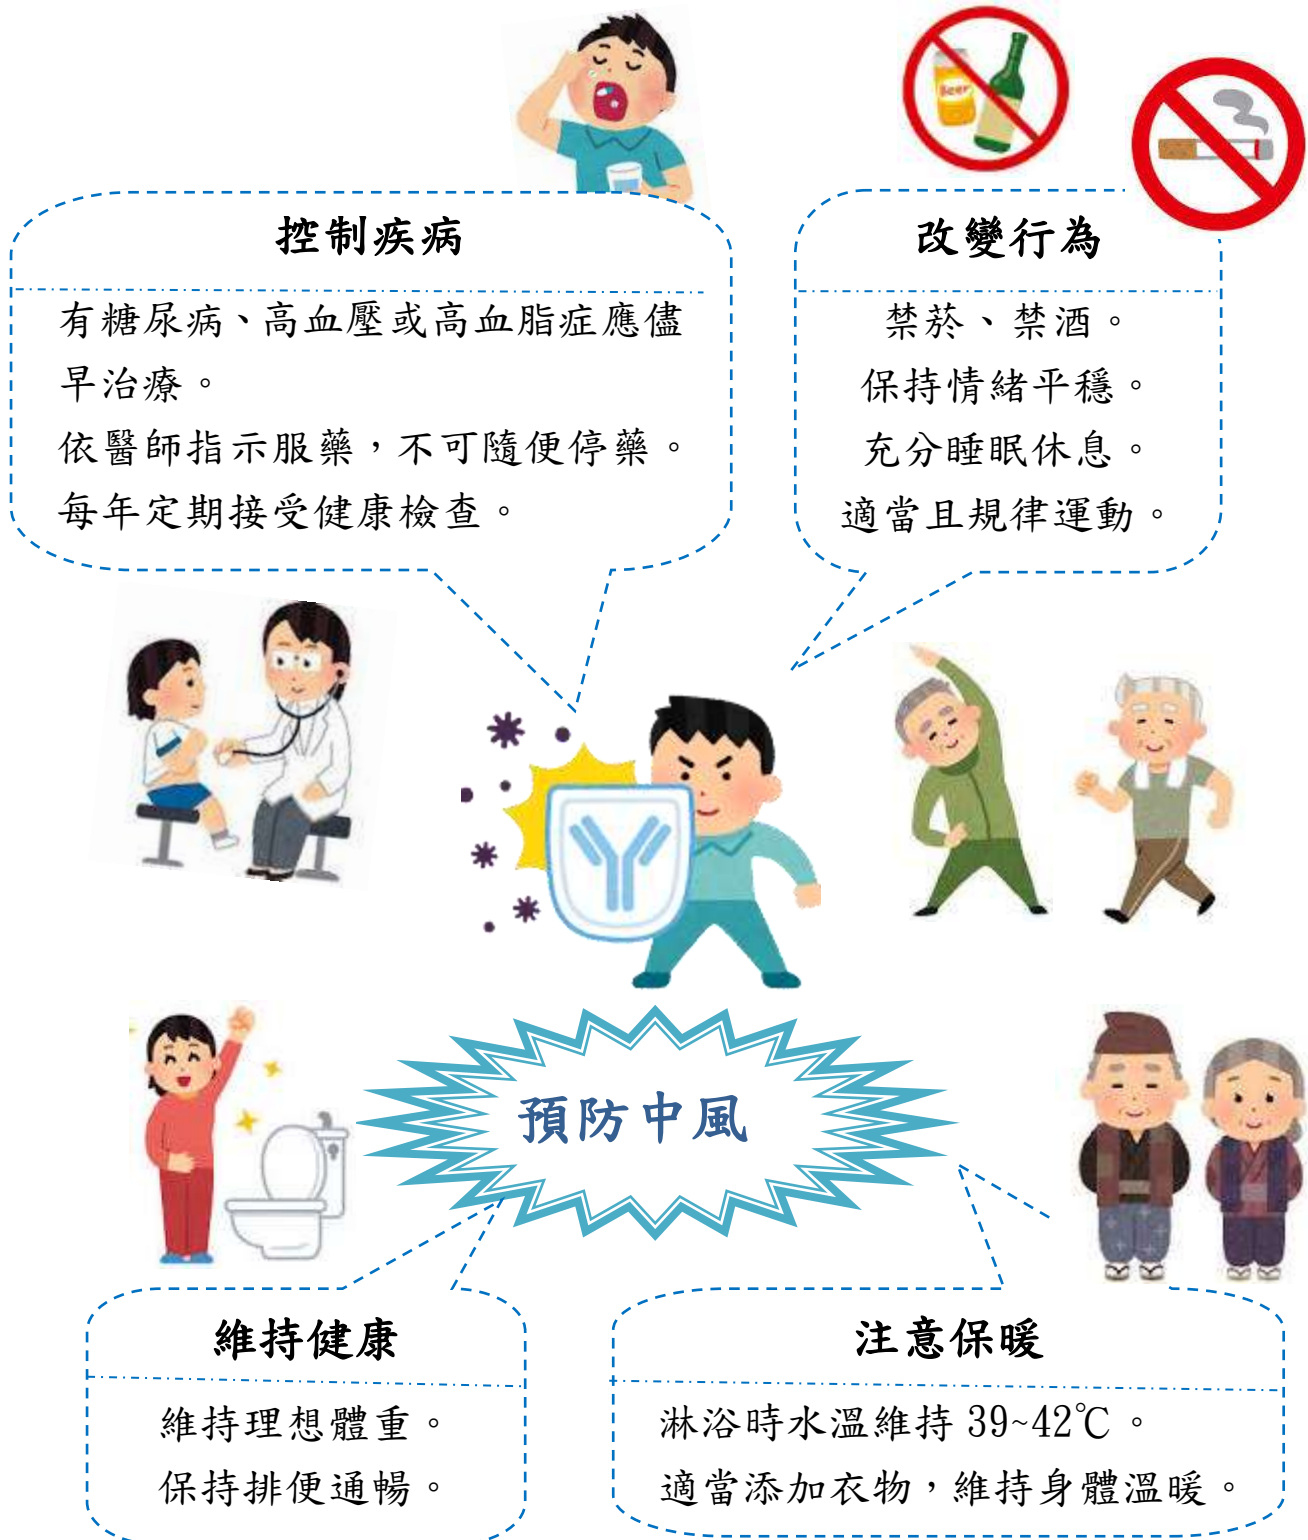 Beer
控制疾病
有糖尿病、高血壓或高血脂症應儘
早治療。
依醫師指示服藥，不可隨便停藥。
每年定期接受健康檢查。
改變行為
禁菸、禁酒。
保持情緒平穩。
充分睡眠休息。
適當且規律運動。
預防中風
維持健康
維持理想體重。
保持排便通暢。
注意保暖
淋浴時水溫維持 39~42℃。
適當添加衣物，維持身體溫暖。